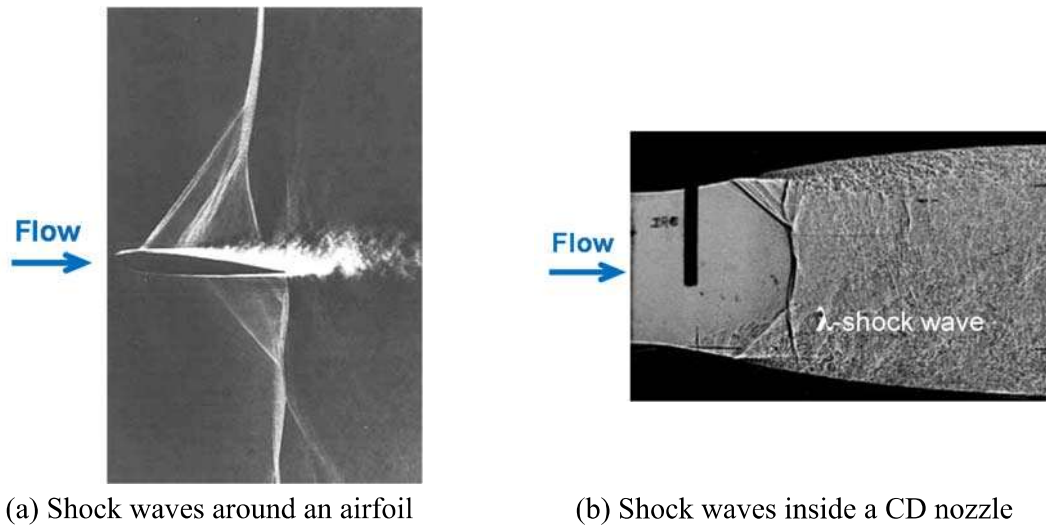 Flow
Flow
λ-shock wave
(a) Shock waves around an airfoil
(b) Shock waves inside a CD nozzle